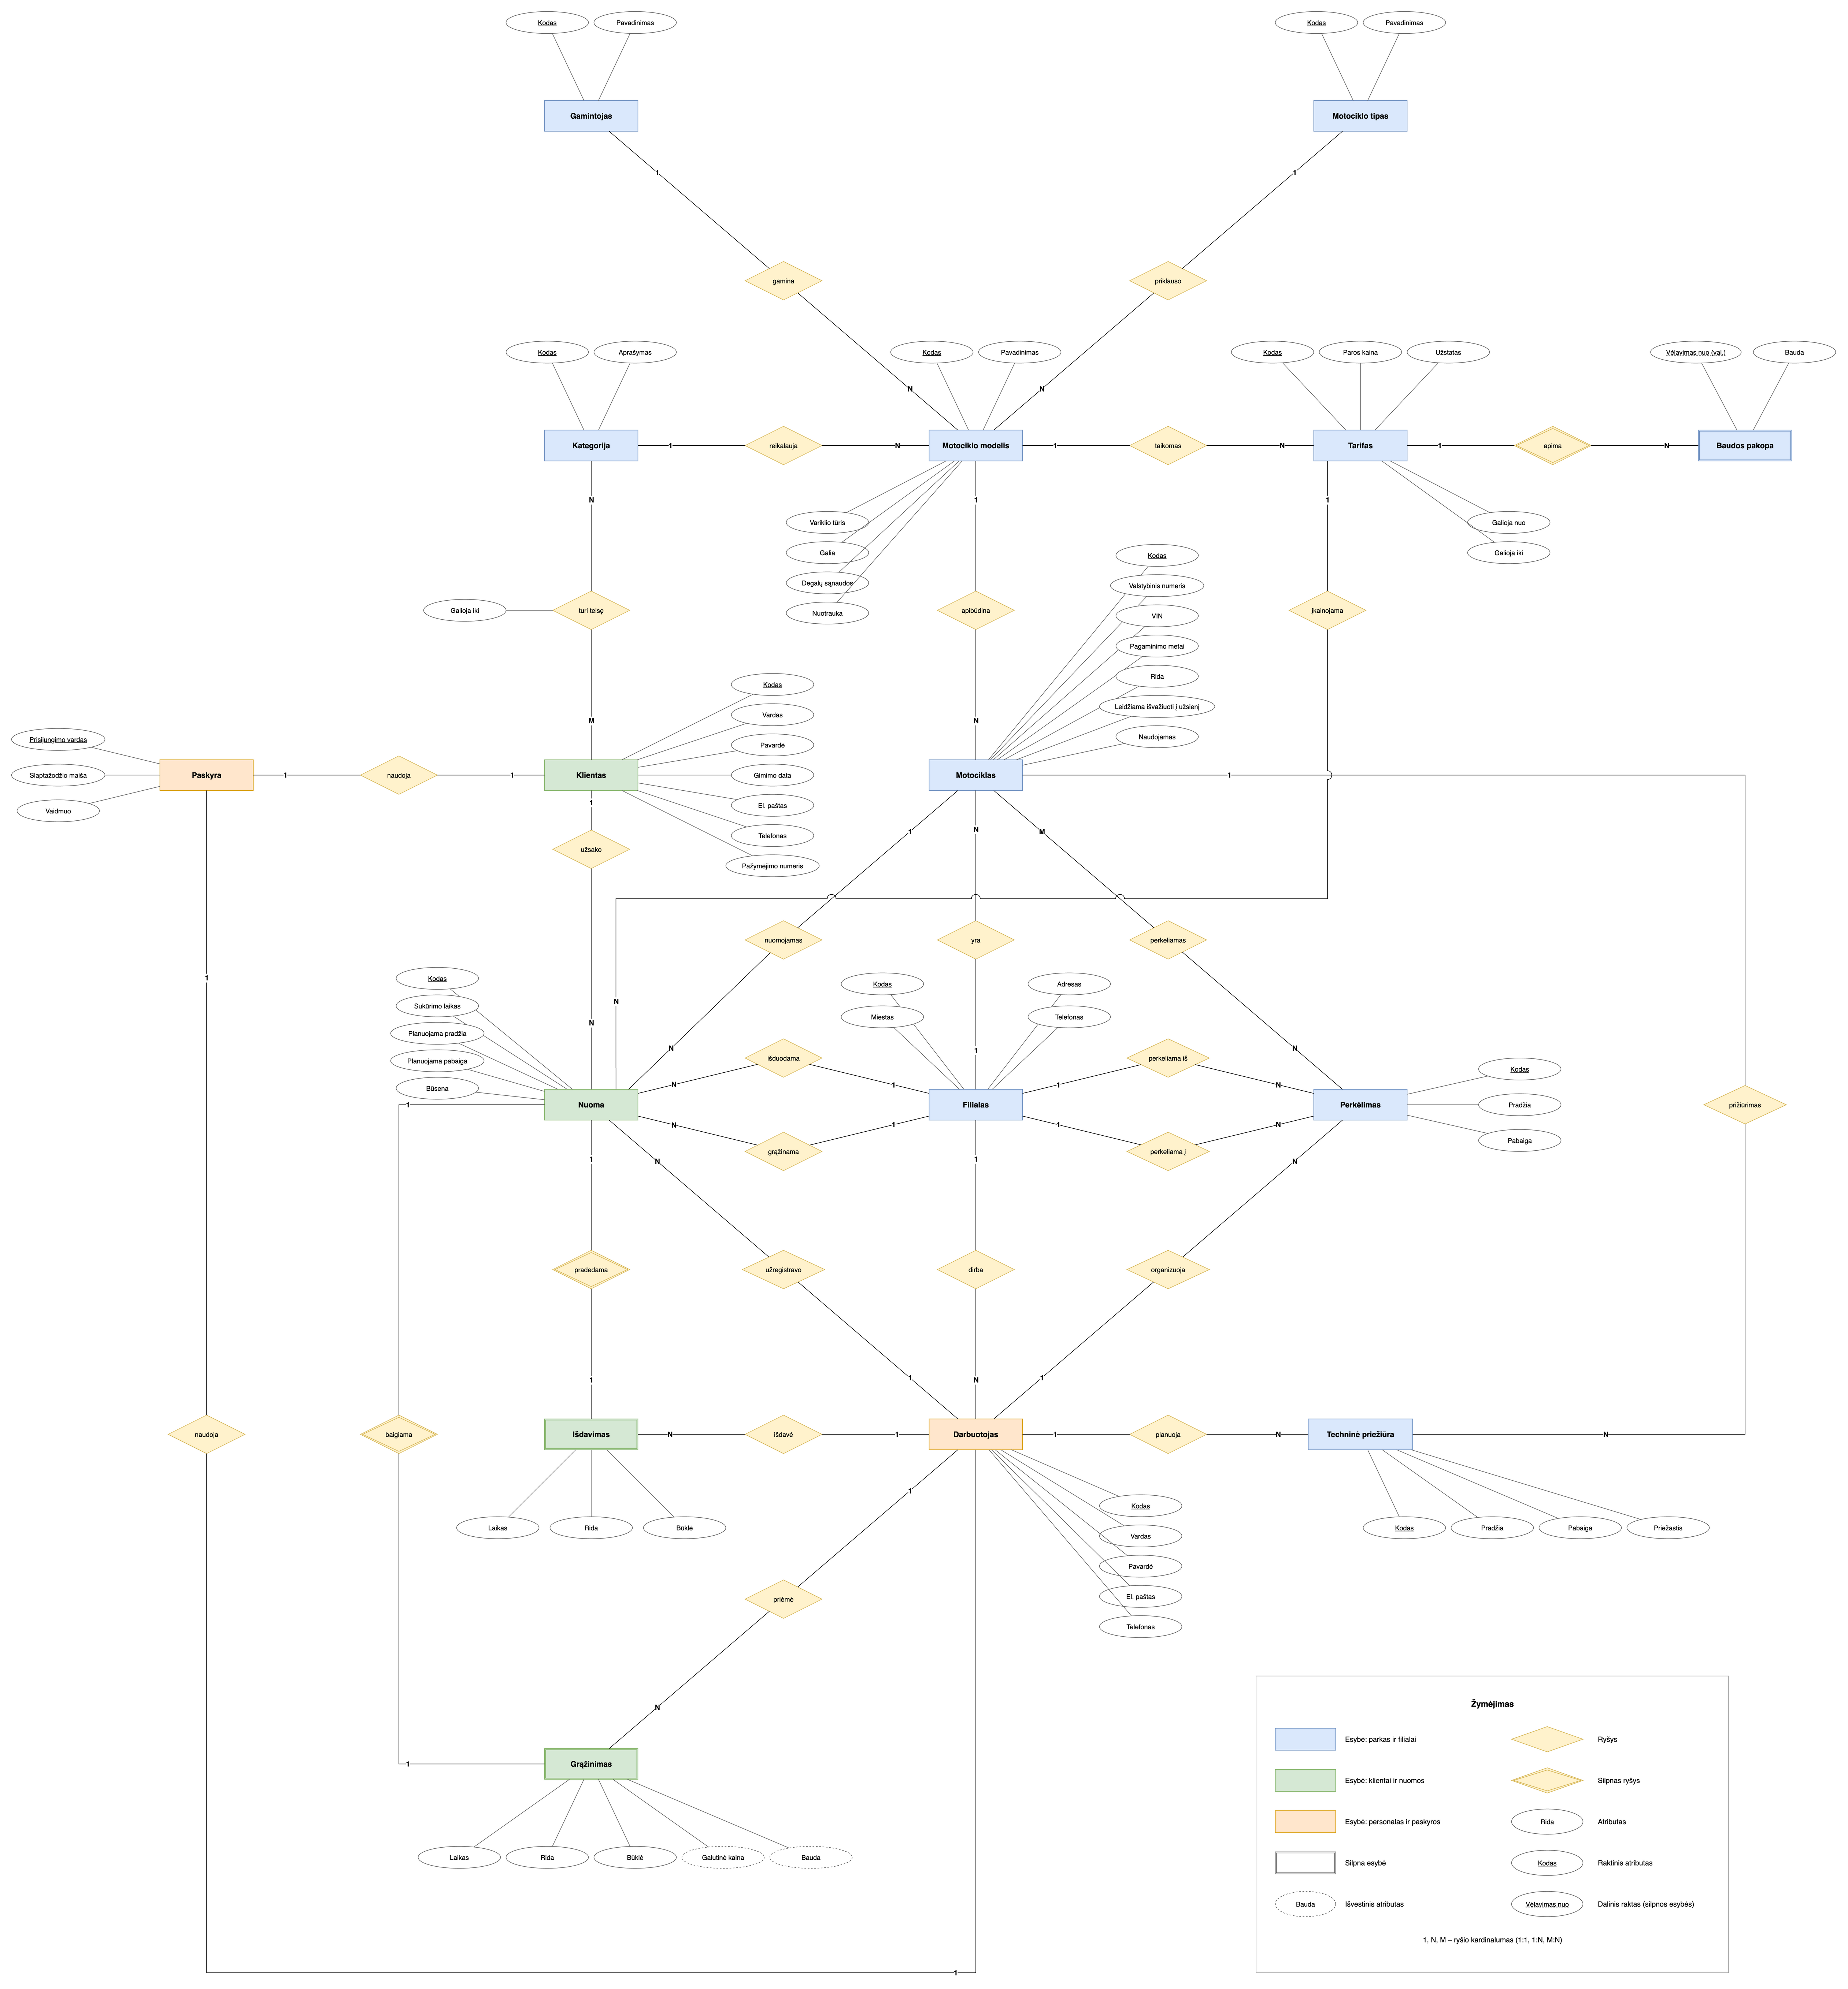 Kodas
Pavadinimas
Kodas
Pavadinimas
Gamintojas
Motociklo tipas
1
1
gamina
priklauso
Kodas
Aprašymas
Kodas
Pavadinimas
Kodas
Paros kaina
Užstatas
Vėlavimas nuo (val.)
Bauda
N
N
Kategorija
1
reikalauja
N
Motociklo modelis
1
taikomas
N
Tarifas
1
apima
N
Baudos pakopa
N
1
1
Variklio tūris
Galioja nuo
Galia
Galioja iki
Kodas
Degalų sąnaudos
Valstybinis numeris
Nuotrauka
Galioja iki
turi teisę
apibūdina
VIN
įkainojama
Pagaminimo metai
Rida
Kodas
Leidžiama išvažiuoti į užsienį
Vardas
M
N
Naudojamas
Prisijungimo vardas
Pavardė
Slaptažodžio maiša
Paskyra
1
naudoja
1
Klientas
Gimimo data
Motociklas
1
Vaidmuo
1
El. paštas
Telefonas
1
N
M
užsako
Pažymėjimo numeris
nuomojamas
yra
perkeliamas
1
Kodas
Kodas
Adresas
Sukūrimo laikas
N
Miestas
Telefonas
Planuojama pradžia
N
N
1
N
Planuojama pabaiga
išduodama
perkeliama iš
Kodas
Būsena
N
1
1
N
1
Nuoma
Filialas
Perkėlimas
Pradžia
prižiūrimas
N
1
1
N
Pabaiga
grąžinama
perkeliama į
1
N
1
N
pradedama
užregistravo
dirba
organizuoja
1
1
N
1
naudoja
baigiama
Išdavimas
N
išdavė
1
Darbuotojas
1
planuoja
N
Techninė priežiūra
N
1
Kodas
Laikas
Rida
Būklė
Vardas
Kodas
Pradžia
Pabaiga
Priežastis
Pavardė
priėmė
El. paštas
Telefonas
N
Žymėjimas
Esybė: parkas ir filialai
Ryšys
1
1
Grąžinimas
Esybė: klientai ir nuomos
Silpnas ryšys
Esybė: personalas ir paskyros
Rida
Atributas
Laikas
Rida
Būklė
Galutinė kaina
Bauda
Silpna esybė
Kodas
Raktinis atributas
Bauda
Išvestinis atributas
Vėlavimas nuo
Dalinis raktas (silpnos esybės)
1, N, M – ryšio kardinalumas (1:1, 1:N, M:N)
1